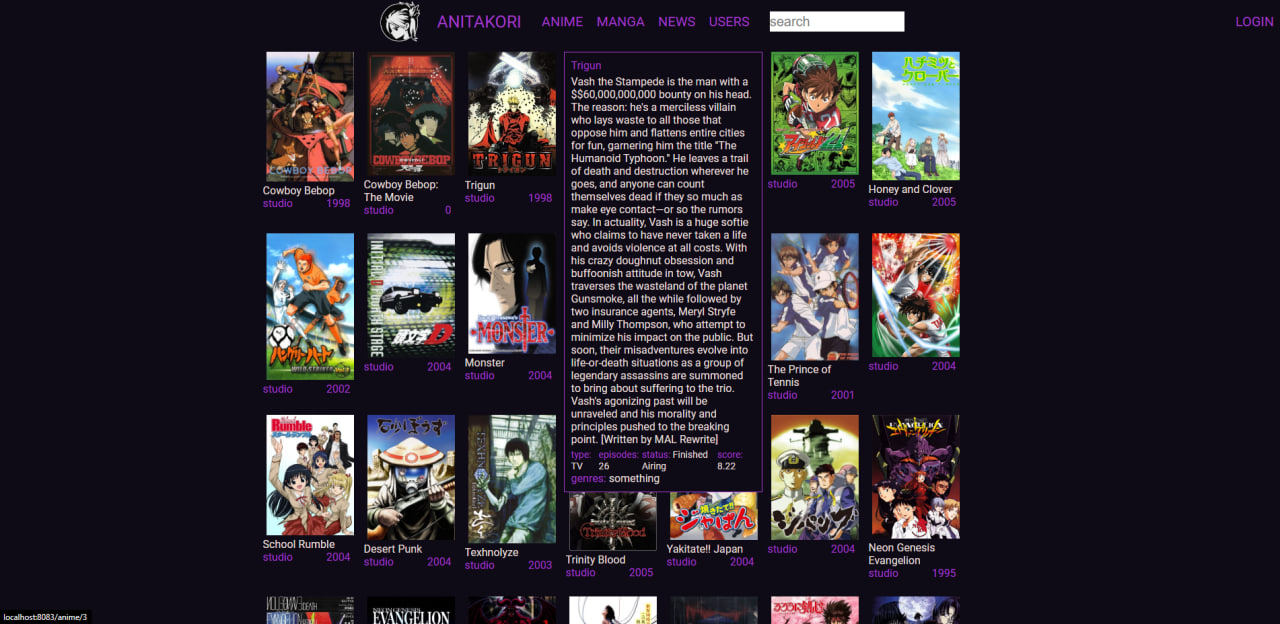 ANITAKORI
ANIME
MANGA
NEWS
USERS
search
LOGIN
COWBOY BEBOP
Cowboy Bebop
studio 1998
COWBOY BEBOP
Cowboy Bebop:
The Movie
studio 0
TRIGUN
Trigun
studio 1998
Trigun
Vash the Stampede is the man with a
$$60,000,000,000 bounty on his head.
The reason: he's a merciless villain
who lays waste to all those that
oppose him and flattens entire cities
for fun, garnering him the title "The
Humanoid Typhoon." He leaves a trail
of death and destruction wherever he
goes, and anyone can count
themselves dead if they so much as
make eye contact—or so the rumors
say. In actuality, Vash is a huge softie
who claims to have never taken a life
and avoids violence at all costs. With
his crazy doughnut obsession and
buffoonish attitude in tow, Vash
traverses the wasteland of the planet
Gunsmoke, all the while followed by
two insurance agents, Meryl Stryfe
and Milly Thompson, who attempt to
minimize his impact on the public. But
soon, their misadventures evolve into
life-or-death situations as a group of
legendary assassins are summoned
to bring about suffering to the trio.
Vash's agonizing past will be
unraveled and his morality and
principles pushed to the breaking
point. [Written by MAL Rewrite]
type: TV
episodes: 26
status: Finished Airing
score: 8.22
genres: something
studio 2005
ハチミツと
クローバー
Honey and Clover
studio 2005
ハングリーハート
WILD STRIKER
studio 2002
studio 2004
MONSTER
Monster
studio 2004
The Prince of
Tennis
studio 2001
studio 2004
School Rumble
studio 2004
Desert Punk
studio 2004
Texhnolyze
studio 2003
Trinity Blood
Trinity Blood
studio 2005
焼きたて!!
ジャぱん
Yakitate!! Japan
studio 2004
studio 2004
Neon Genesis
Evangelion
studio 1995
EVANGELION
localhost:8083/anime/3